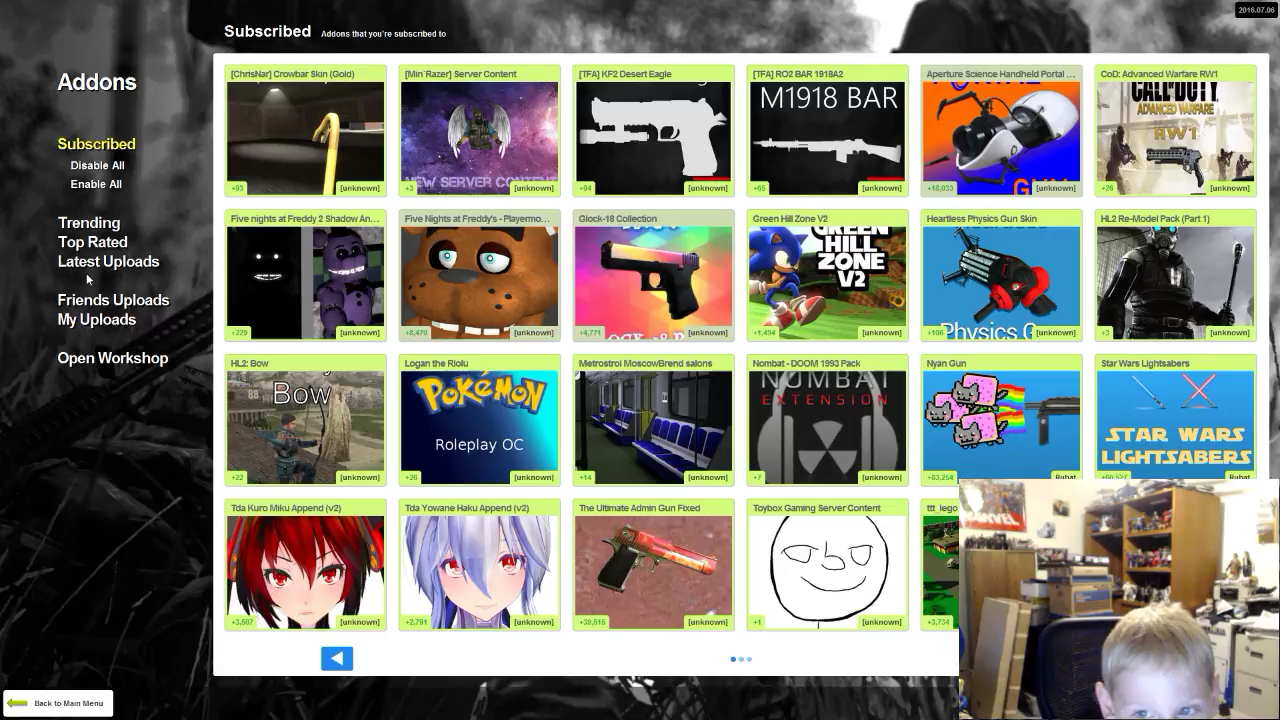 2016.07.06
Subscribed Addons that you're subscribed to
Addons
Subscribed
Disable All
Enable All
Trending
Top Rated
Latest Uploads
Friends Uploads
My Uploads
Open Workshop
[ChrisNar] Crowbar Skin (Gold)
+93 [unknown]
[Min`Razer] Server Content
NEW SERVER CONTENT
+3 [unknown]
[TFA] KF2 Desert Eagle
+94 [unknown]
[TFA] RO2 BAR 1918A2
M1918 BAR
+65 [unknown]
Aperture Science Handheld Portal ...
GUN
+18,033 [unknown]
CoD: Advanced Warfare RW1
CALL OF DUTY
ADVANCED WARFARE
RW1
+26 [unknown]
Five nights at Freddy 2 Shadow An...
+229 [unknown]
Five Nights at Freddy's - Playermo...
+6,470 [unknown]
Glock-18 Collection
+4,771 [unknown]
Green Hill Zone V2
GREEN
HILL
ZONE
V2
+1,494 [unknown]
Heartless Physics Gun Skin
Physics G
+106 [unknown]
HL2 Re-Model Pack (Part 1)
+3 [unknown]
HL2: Bow
Bow
+22 [unknown]
Logan the Riolu
Pokémon
Roleplay OC
+20 [unknown]
Metrostroi MoscowBrend salons
+14 [unknown]
Nombat - DOOM 1993 Pack
NOMBAT
EXTENSION
+7 [unknown]
Nyan Gun
+83,254 Rubat
Star Wars Lightsabers
STAR WARS
LIGHTSABERS
+60,527 Rubat
Tda Kuro Miku Append (v2)
+3,507 [unknown]
Tda Yowane Haku Append (v2)
+2,791 [unknown]
The Ultimate Admin Gun Fixed
+39,515 [unknown]
Toybox Gaming Server Content
+1 [unknown]
ttt_lego
+3,734
Back to Main Menu